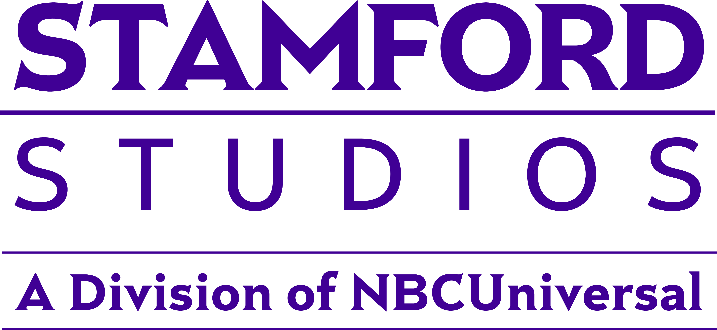 STAMFORD
STUDIOS
A Division of NBCUniversal